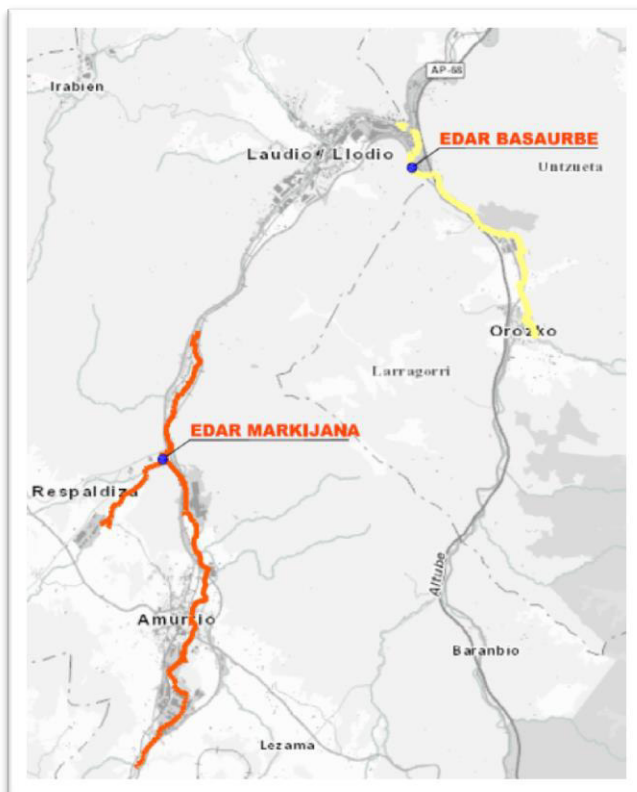 AP-68
Irabien
EDAR BASAURBE
Laudio / Llodio
Untzueta
Orozko
Larragorri
EDAR MARKIJANA
Respaldiza
Altube
Amurrio
Baranbio
Lezama